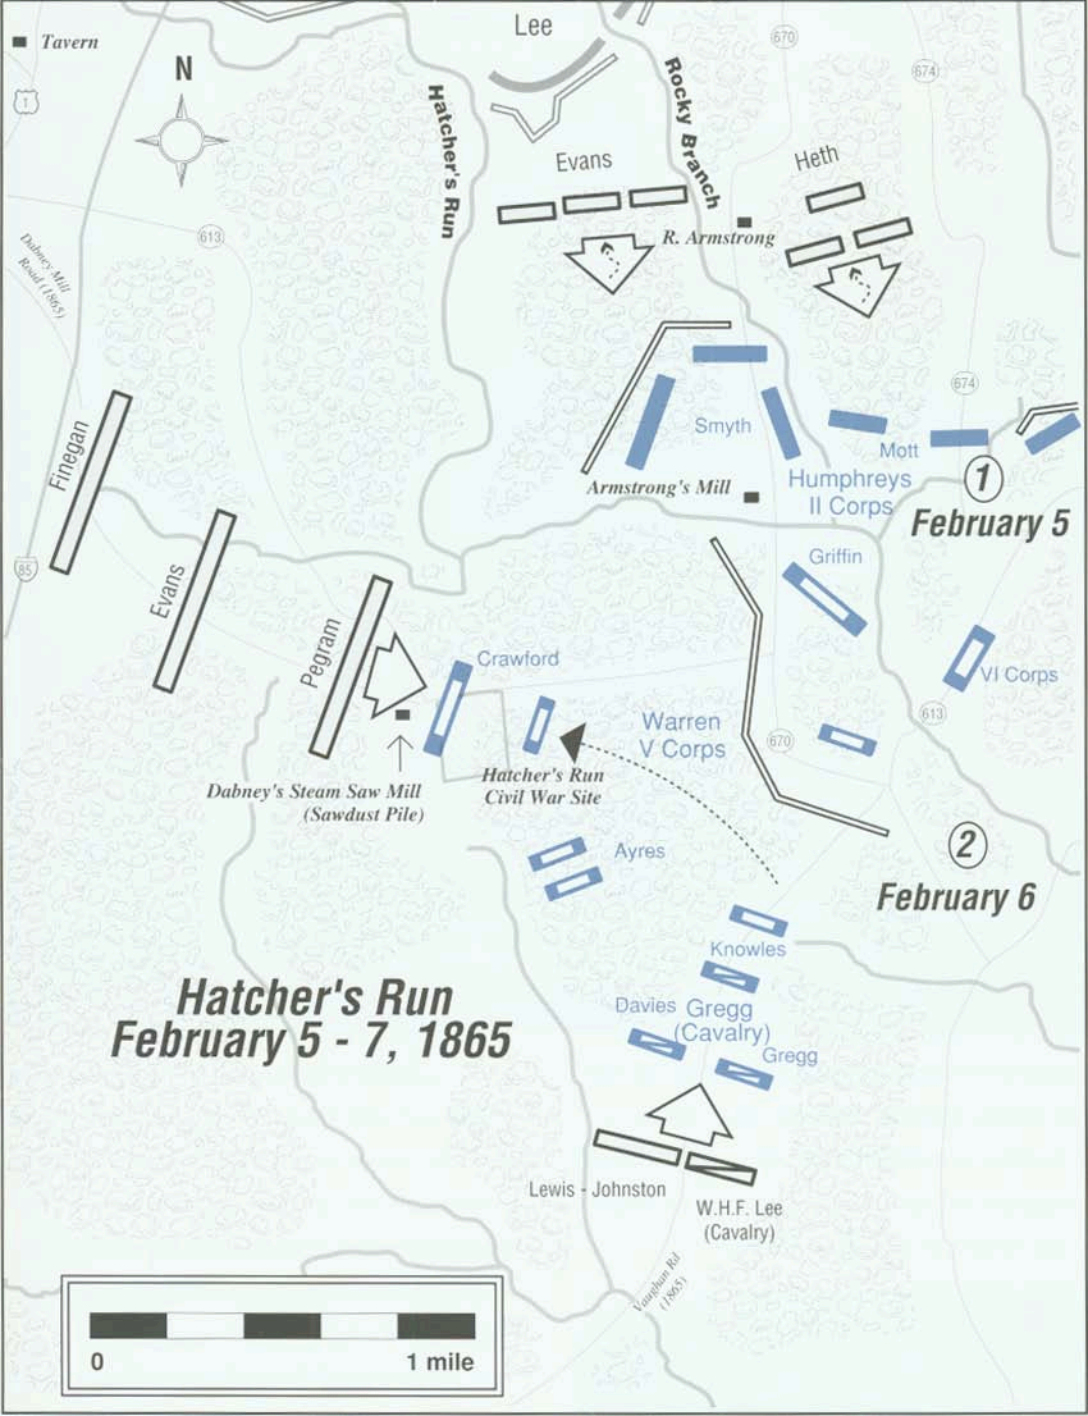 Lee
Tavern
N
1
670
674
Hatcher's Run
Rocky Branch
Evans
Heth
R. Armstrong
613
Dabney Mill
Road (1865)
674
Smyth
Mott
Finegan
Armstrong's Mill
Humphreys
II Corps
1
February 5
85
Evans
Griffin
Pegram
Crawford
VI Corps
Warren
V Corps
613
670
Dabney's Steam Saw Mill
(Sawdust Pile)
Hatcher's Run
Civil War Site
Ayres
2
February 6
Knowles
Hatcher's Run
February 5 - 7, 1865
Davies
Gregg
(Cavalry)
Gregg
Lewis - Johnston
W.H.F. Lee
(Cavalry)
Vaughan Rd
(1865)
0
1 mile